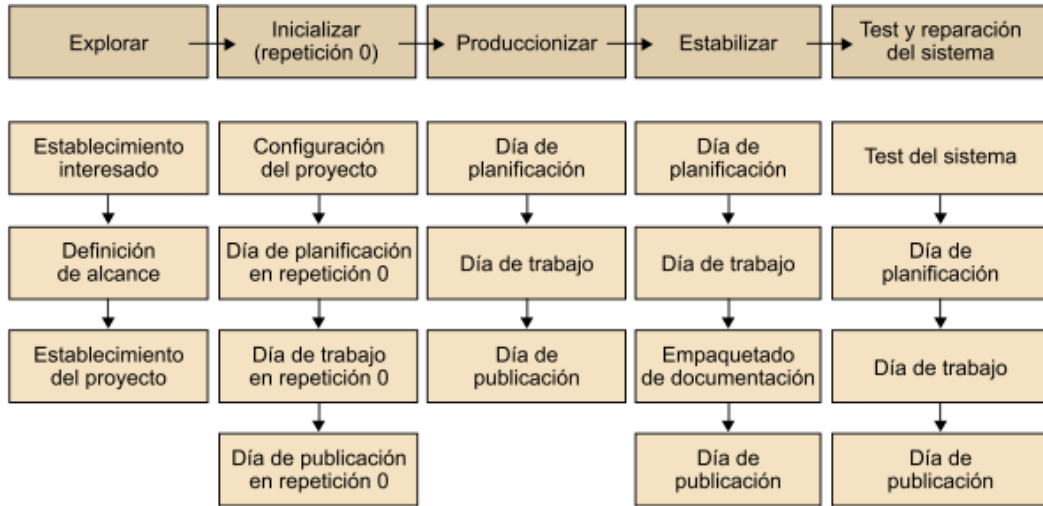 Explorar
Inicializar
(repetición 0)
Produccionizar
Estabilizar
Test y reparación
del sistema
Establecimiento
interesado
Configuración
del proyecto
Día de
planificación
Día de
planificación
Test del sistema
Definición
de alcance
Día de planificación
en repetición 0
Día de trabajo
Día de trabajo
Día de
planificación
Establecimiento
del proyecto
Día de trabajo
en repetición 0
Día de
publicación
Empaquetado
de documentación
Día de trabajo
Día de publicación
en repetición 0
Día de
publicación
Día de
publicación